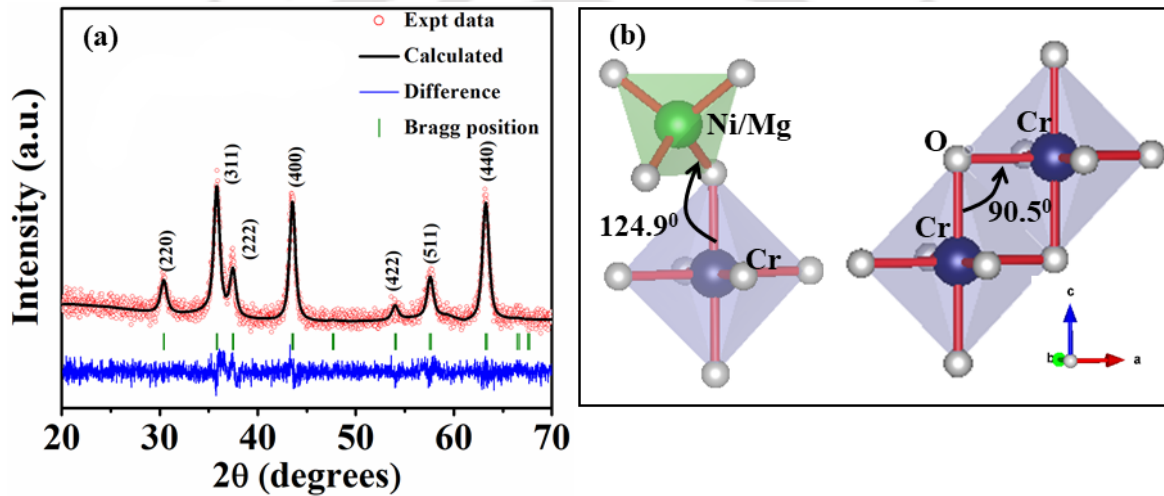 (a)
Expt data
Calculated
Difference
Bragg position
(220)
(311)
(222)
(400)
(422)
(511)
(440)
Intensity (a.u.)
20 30 40 50 60 70
2θ (degrees)
(b)
Ni/Mg
124.9⁰
Cr
O
Cr
90.5⁰
Cr
c
b
a